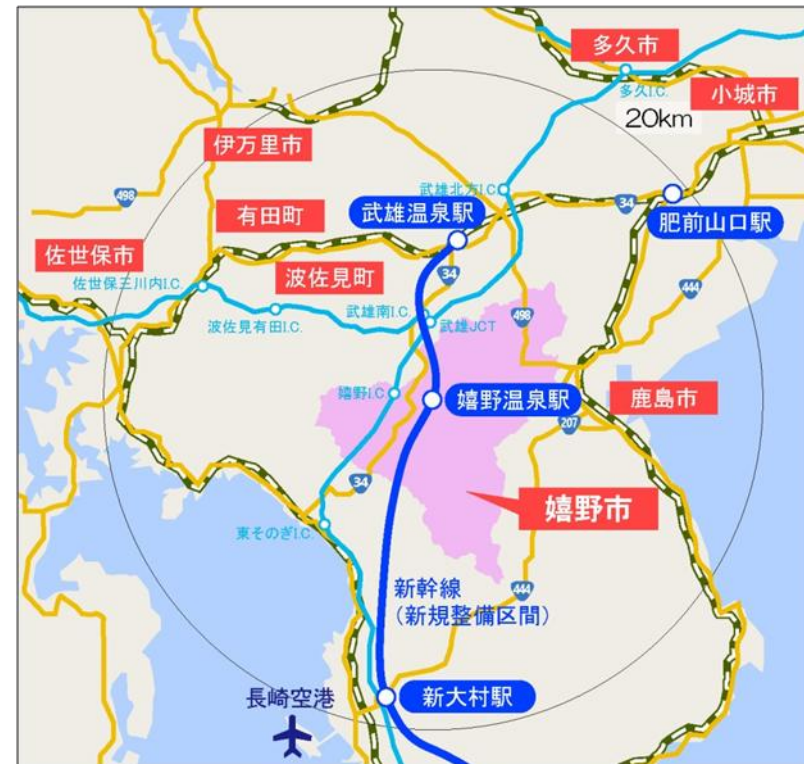 多久市
多久I.C.
小城市
20km
伊万里市
498
武雄北方I.C
有田町
武雄温泉駅
34
肥前山口駅
佐世保市
佐世保三川内I.C.
波佐見町
34
444
波佐見有田I.C.
武雄南I.C.
武雄JCT
498
嬉野I.C
嬉野温泉駅
鹿島市
207
34
嬉野市
東そのぎI.C.
新幹線
（新規整備区間）
444
長崎空港
新大村駅